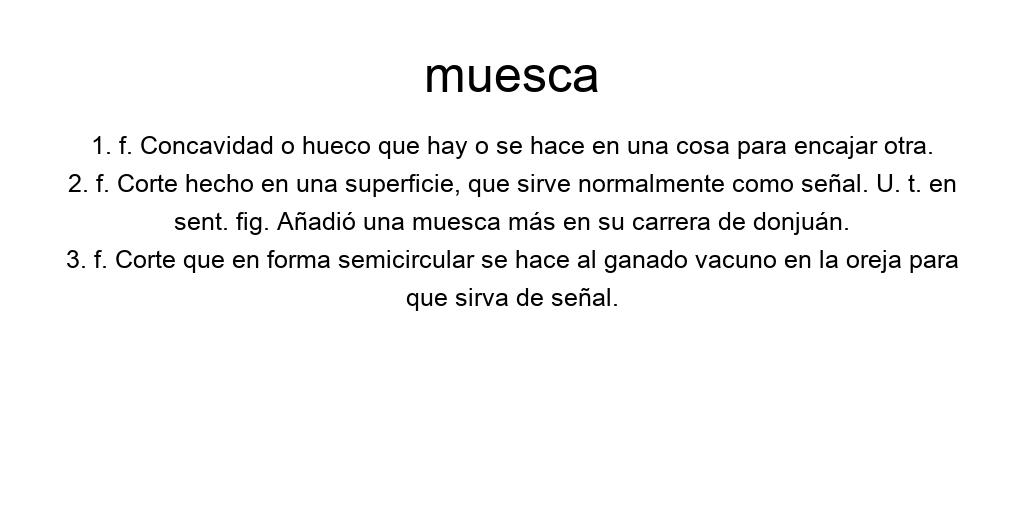 muesca
1. f. Concavidad o hueco que hay o se hace en una cosa para encajar otra.
2. f. Corte hecho en una superficie, que sirve normalmente como señal. U. t. en
sent. fig. Añadió una muesca más en su carrera de donjuán.
3. f. Corte que en forma semicircular se hace al ganado vacuno en la oreja para
que sirva de señal.